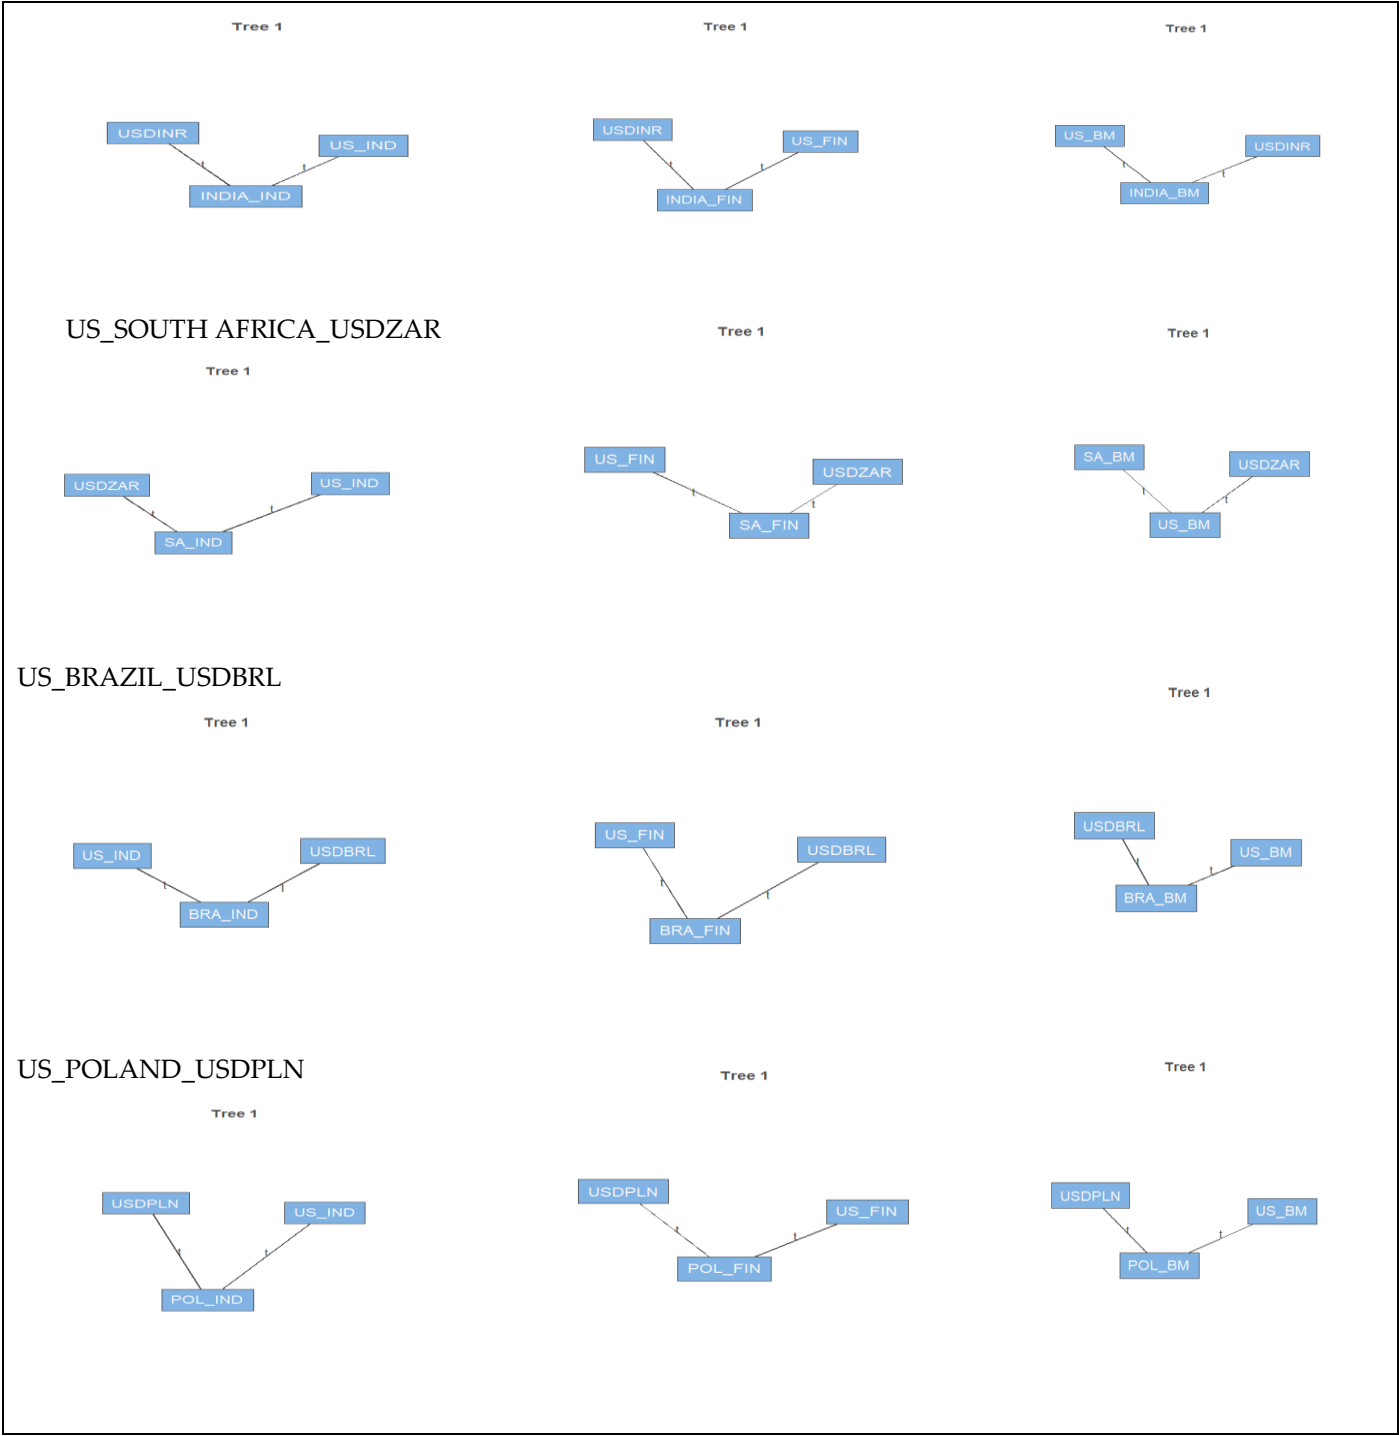 Tree 1
Tree 1
Tree 1
USDINR
US_IND
t
t
INDIA_IND
USDINR
US_FIN
t
t
INDIA_FIN
US_BM
USDINR
t
t
INDIA_BM
US_SOUTH AFRICA_USDZAR
Tree 1
Tree 1
Tree 1
USDZAR
US_IND
t
t
SA_IND
US_FIN
USDZAR
t
t
SA_FIN
SA_BM
USDZAR
t
t
US_BM
US_BRAZIL_USDBRL
Tree 1
Tree 1
Tree 1
US_IND
USDBRL
t
I
BRA_IND
US_FIN
USDBRL
t
t
BRA_FIN
USDBRL
US_BM
t
t
BRA_BM
US_POLAND_USDPLN
Tree 1
Tree 1
Tree 1
USDPLN
US_IND
t
t
POL_IND
USDPLN
US_FIN
t
t
POL_FIN
USDPLN
US_BM
t
t
POL_BM